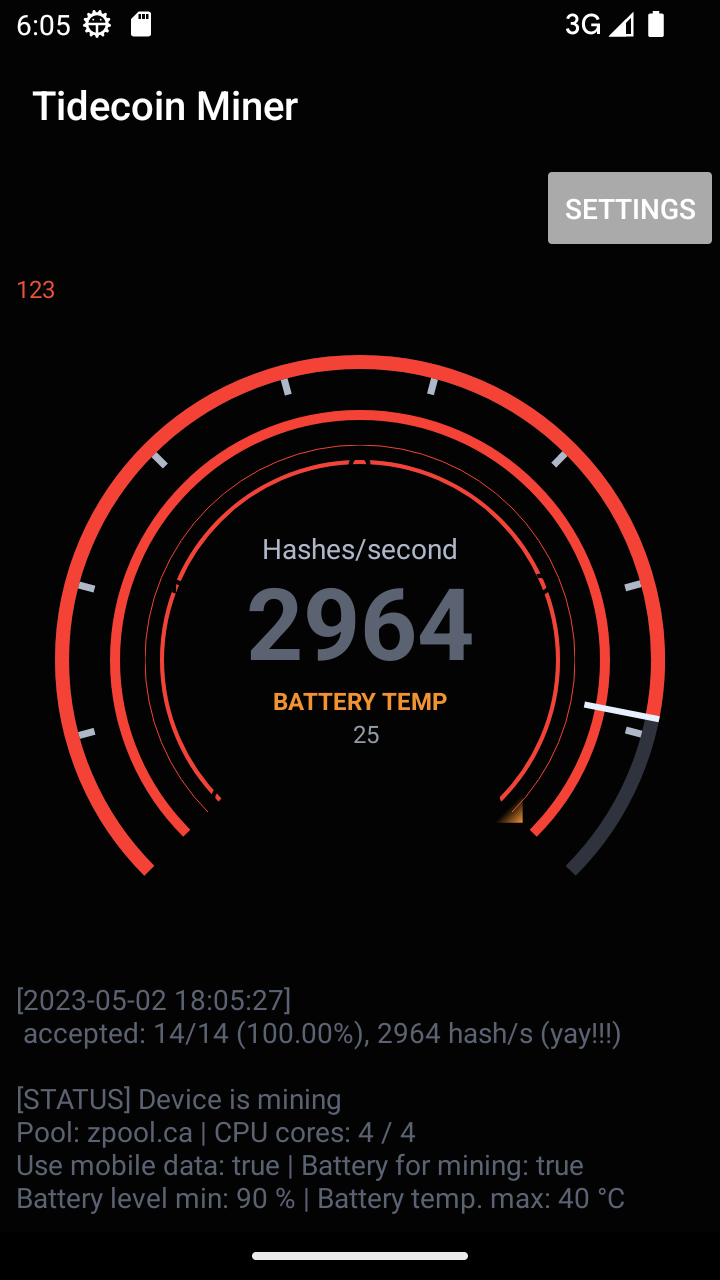 6:05 3G
Tidecoin Miner
SETTINGS
123
Hashes/second
2964
BATTERY TEMP
25
[2023-05-02 18:05:27]
accepted: 14/14 (100.00%), 2964 hash/s (yay!!!)
[STATUS] Device is mining
Pool: zpool.ca | CPU cores: 4 / 4
Use mobile data: true | Battery for mining: true
Battery level min: 90 % | Battery temp. max: 40 °C